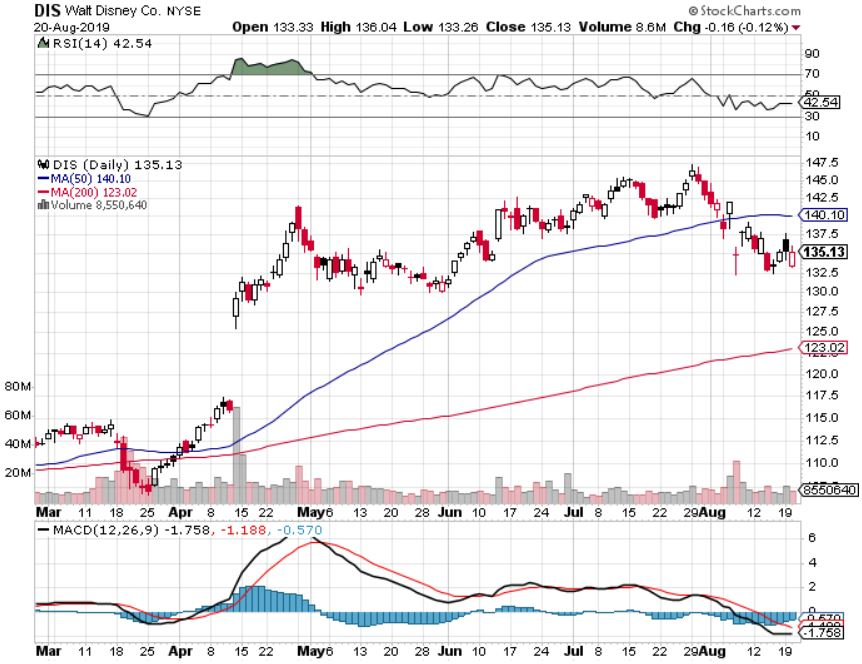 DIS Walt Disney Co. NYSE © StockCharts.com
20-Aug-2019 Open 133.33 High 136.04 Low 133.26 Close 135.13 Volume 8.6M Chg -0.16 (-0.12%)
RSI(14) 42.54
90
70
50
42.54
30
10
DIS (Daily) 135.13
MA(50) 140.10
MA(200) 123.02
Volume 8,550,640
147.5
145.0
142.5
140.10
137.5
135.13
132.5
130.0
127.5
125.0
123.02
120.0
117.5
115.0
112.5
110.0
8550640
80M
60M
40M
20M
Mar 11 18 25 Apr 8 15 22 May 6 13 20 28 Jun 10 17 24 Jul 8 15 22 29 Aug 12 19
MACD(12,26,9) -1.758, -1.188, -0.570
6
4
2
0
-0.570
-1.188
-1.758
Mar 11 18 25 Apr 8 15 22 May 6 13 20 28 Jun 10 17 24 Jul 8 15 22 29 Aug 12 19